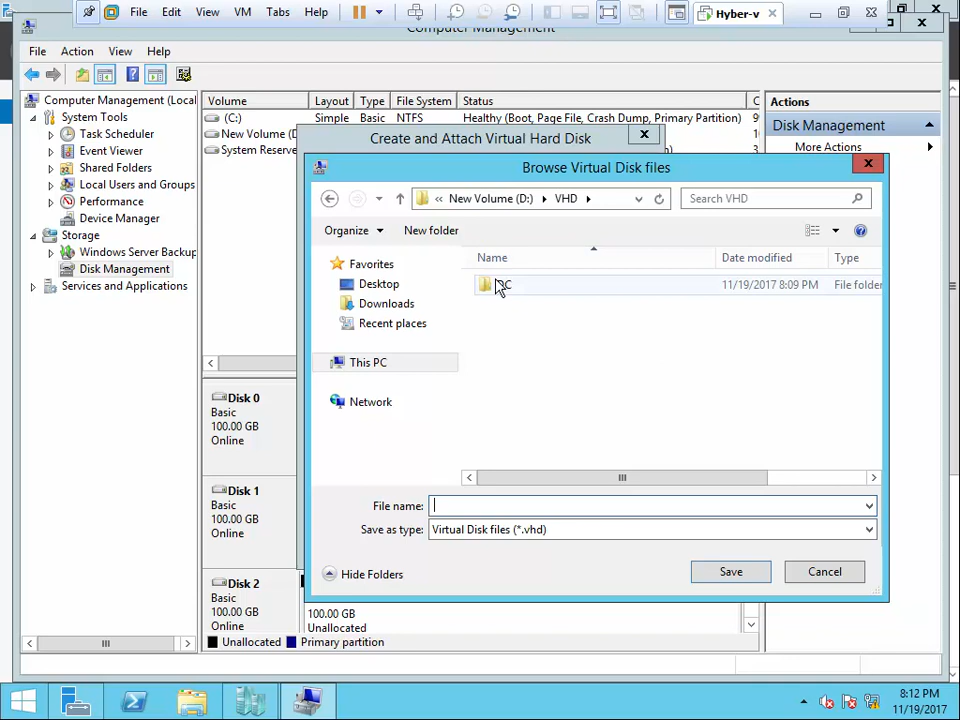 File Edit View VM Tabs Help Hyber-v
Computer Management
File Action View Help
Computer Management (Local
System Tools
Task Scheduler
Event Viewer
Shared Folders
Local Users and Groups
Performance
Device Manager
Storage
Windows Server Backup
Disk Management
Services and Applications
Volume Layout Type File System Status
(C:) Simple Basic NTFS Healthy (Boot, Page File, Crash Dump, Primary Partition)
New Volume (D
System Reserve
Actions
Disk Management
More Actions
Create and Attach Virtual Hard Disk
Browse Virtual Disk files
« New Volume (D:) VHD
Search VHD
Organize New folder
Favorites
Desktop
Downloads
Recent places
This PC
Network
Name Date modified Type
11/19/2017 8:09 PM File folder
File name:
Save as type: Virtual Disk files (*.vhd)
Hide Folders Save Cancel
Disk 0
Basic
100.00 GB
Online
Disk 1
Basic
100.00 GB
Online
Disk 2
Basic
100.00 GB
Online
100.00 GB
Unallocated
Unallocated Primary partition
8:12 PM
11/19/2017